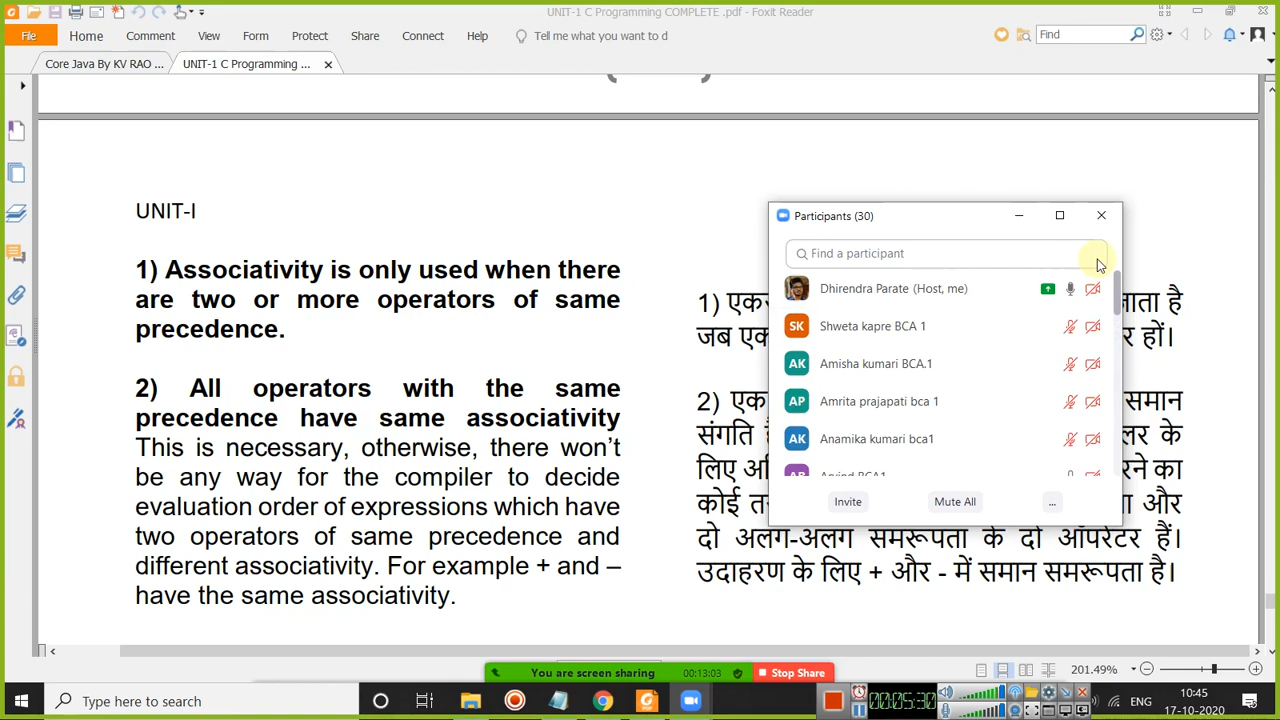 UNIT-1 C Programming COMPLETE .pdf - Foxit Reader
File Home Comment View Form Protect Share Connect Help Tell me what you want to d Find
Core Java By KV RAO ... UNIT-1 C Programming ...
UNIT-I
1) Associativity is only used when there
are two or more operators of same
precedence.
2) All operators with the same
precedence have same associativity
This is necessary, otherwise, there won't
be any way for the compiler to decide
evaluation order of expressions which have
two operators of same precedence and
different associativity. For example + and –
have the same associativity.
1)
जाता है
जब
हों।
2)
समान
के
लिए
का
कोई
और
दो अलग-अलग समरूपता के दो ऑपरेटर हैं।
उदाहरण के लिए + और - में समान समरूपता है।
Participants (30)
Find a participant
Dhirendra Parate (Host, me)
SK Shweta kapre BCA 1
AK Amisha kumari BCA.1
AP Amrita prajapati bca 1
AK Anamika kumari bca1
Arvind BCA1
Invite Mute All ...
You are screen sharing 00:13:03 Stop Share
201.49%
Type here to search
00:05:30
ENG
10:45
17-10-2020